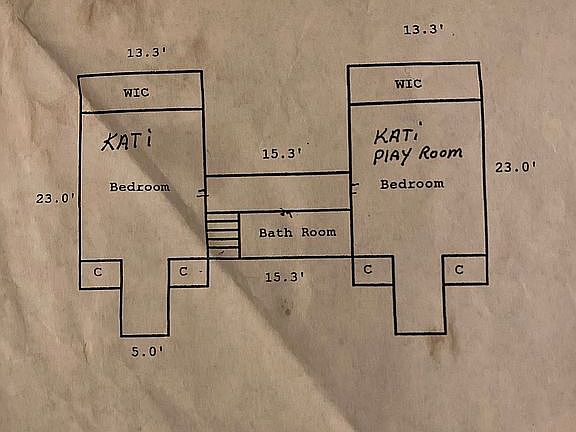 13.3'
13.3'
WIC
WIC
KATi
KATi
PLAY Room
15.3'
Bedroom
Bedroom
23.0'
23.0'
Bath Room
C
C
C
C
15.3'
5.0'